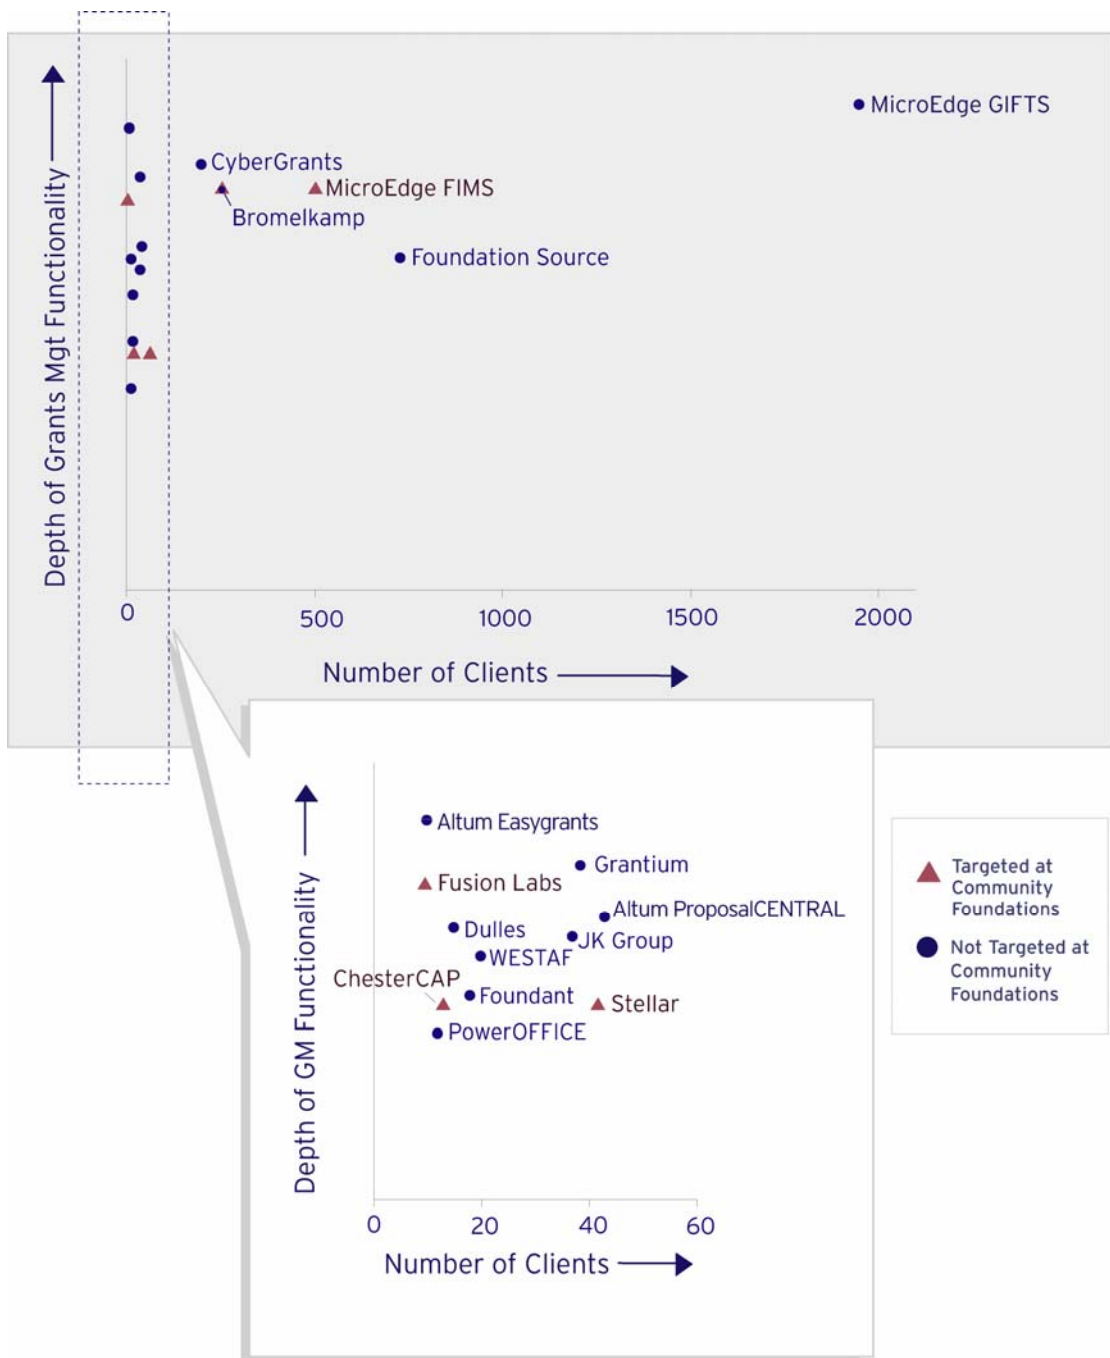 Depth of Grants Mgt Functionality
MicroEdge GIFTS
CyberGrants
MicroEdge FIMS
Bromelkamp
Foundation Source
0
500
1000
1500
2000
Number of Clients
Depth of GM Functionality
Altum Easygrants
Grantium
Fusion Labs
Altum ProposalCENTRAL
Dulles
JK Group
WESTAF
ChesterCAP
Foundant
Stellar
PowerOFFICE
0
20
40
60
Number of Clients
Targeted at
Community
Foundations
Not Targeted at
Community
Foundations